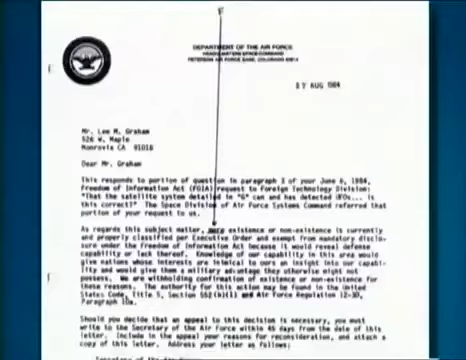 DEPARTMENT OF THE AIR FORCE
HEADQUARTERS SPACE COMMAND
PETERSON AIR FORCE BASE, COLORADO 80914
27 AUG 1984
Mr. Lee M. Graham
526 W. Maple
Monrovia CA 91016
Dear Mr. Graham
This responds to portion of question in paragraph 3 of your June 6, 1984,
Freedom of Information Act (FOIA) request to Foreign Technology Division:
"That the satellite system detailed in "G" can and has detected UFOs... is
this correct?" The Space Division of Air Force Systems Command referred that
portion of your request to us.
As regards this subject matter, mere existence or non-existence is currently
and properly classified per Executive Order and exempt from mandatory disclo-
sure under the Freedom of Information Act because it would reveal defense
capability or lack thereof. Knowledge of our capability in this area would
give nations whose interests are inimical to ours an insight into our capabi-
lity and would give them a military advantage they otherwise might not
possess. We are withholding confirmation of existence or non-existence for
these reasons. The authority for this action may be found in the United
States Code, Title 5, Section 552(b)(1) and Air Force Regulation 12-30,
Paragraph 10a.
Should you decide that an appeal to this decision is necessary, you must
write to the Secretary of the Air Force within 45 days from the date of this
letter. Include in the appeal your reasons for reconsideration, and attach a
copy of this letter. Address your letter as follows: